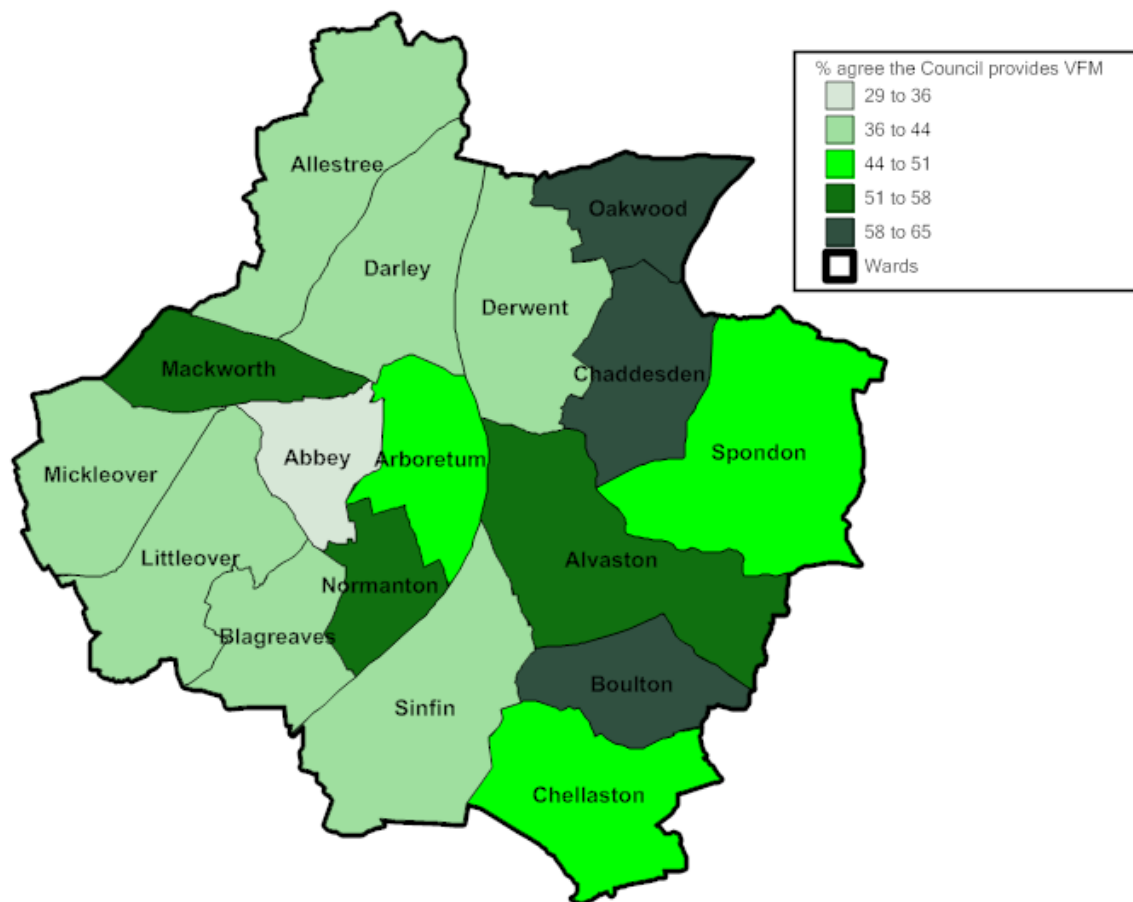 % agree the Council provides VFM
29 to 36
36 to 44
44 to 51
51 to 58
58 to 65
Wards
Allestree
Oakwood
Darley
Derwent
Mackworth
Chaddesden
Abbey
Arboretum
Spondon
Mickleover
Littleover
Alvaston
Normanton
Blagreaves
Boulton
Sinfin
Chellaston